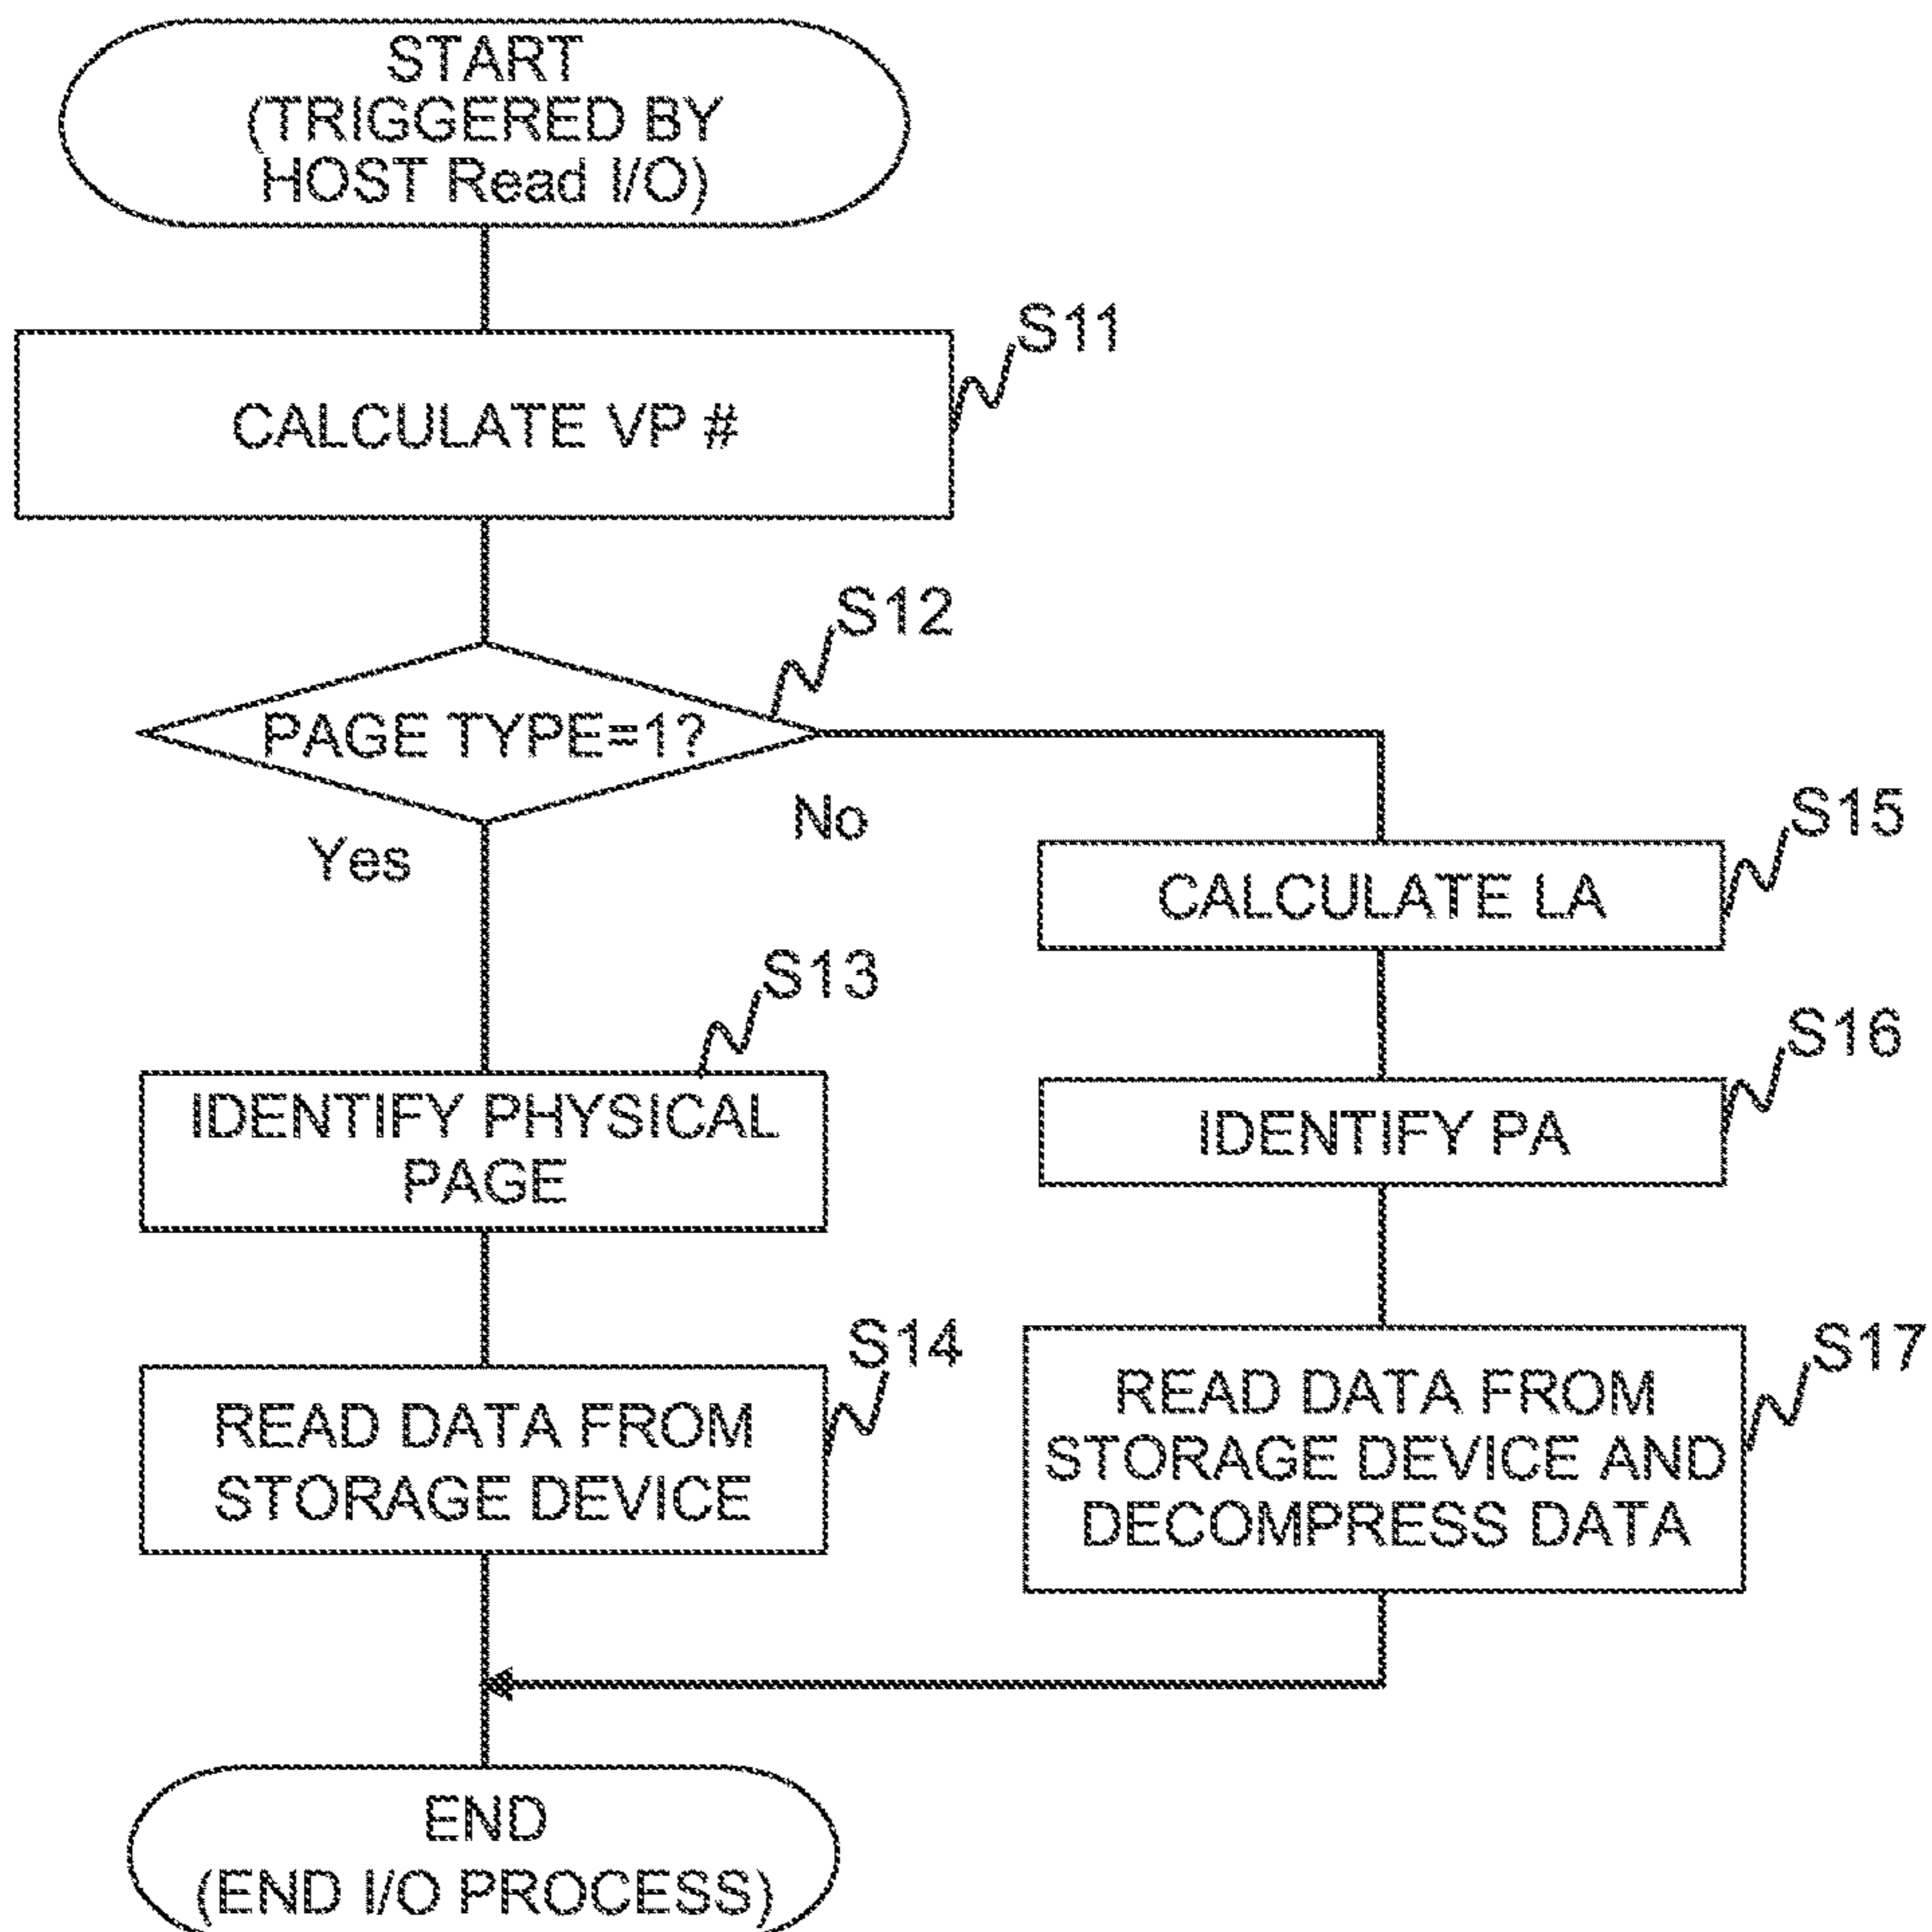 START
(TRIGGERED BY
HOST Read I/O)
S11
CALCULATE VP #
S12
PAGE TYPE=1?
Yes
No
S13
IDENTIFY PHYSICAL
PAGE
S14
READ DATA FROM
STORAGE DEVICE
S15
CALCULATE LA
S16
IDENTIFY PA
S17
READ DATA FROM
STORAGE DEVICE AND
DECOMPRESS DATA
END
(END I/O PROCESS)